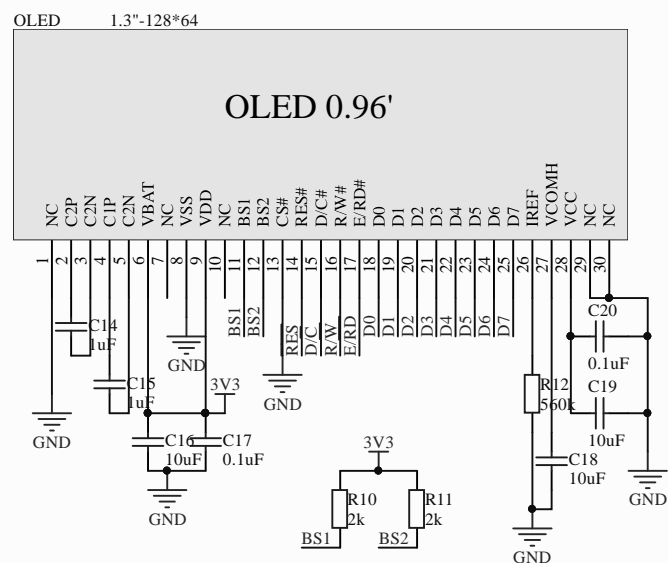 OLED 1.3"-128*64
OLED 0.96'
NC C2P C2N C1P C2N VBAT NC VSS VDD NC BS1 BS2 CS# RES# D/C# R/W# E/RD# D0 D1 D2 D3 D4 D5 D6 D7 IREF VCOMH VCC NC NC
1 2 3 4 5 6 7 8 9 10 11 12 13 14 15 16 17 18 19 20 21 22 23 24 25 26 27 28 29 30
BS1 BS2 RES D/C R/W E/RD D0 D1 D2 D3 D4 D5 D6 D7
C14
1uF
GND
C20
0.1uF
C15
1uF
GND
3V3
R12
560k
C19
10uF
GND
C16
10uF
C17
0.1uF
3V3
C18
10uF
GND
GND
R10
2k
R11
2k
BS1
BS2
GND